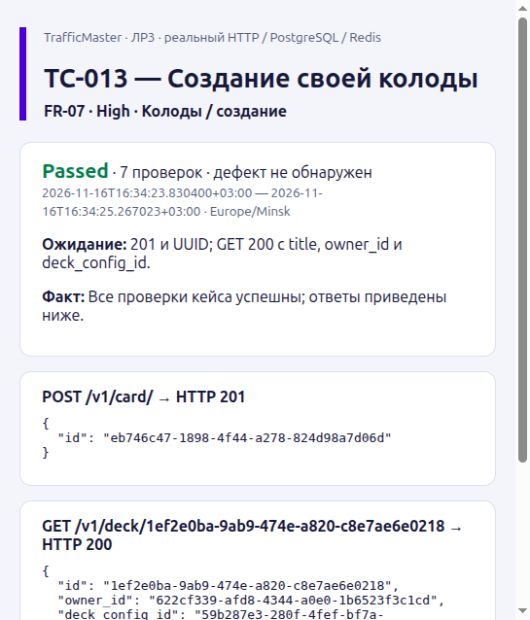 TrafficMaster · ЛР3 · реальный HTTP / PostgreSQL / Redis
TC-013 — Создание своей колоды
FR-07 · High · Колоды / создание
Passed · 7 проверок · дефект не обнаружен
2026-11-16T16:34:23.830400+03:00 — 2026-11-
16T16:34:25.267023+03:00 · Europe/Minsk
Ожидание: 201 и UUID; GET 200 с title, owner_id и
deck_config_id.
Факт: Все проверки кейса успешны; ответы приведены
ниже.
POST /v1/card/ → HTTP 201
{
"id": "eb746c47-1898-4f44-a278-824d98a7d06d"
}
GET /v1/deck/1ef2e0ba-9ab9-474e-a820-c8e7ae6e0218 →
HTTP 200
{
"id": "1ef2e0ba-9ab9-474e-a820-c8e7ae6e0218",
"owner_id": "622cf339-afd8-4344-a0e0-1b6523f3c1cd",
"deck_config_id": "59b287e3-280f-4fef-bf7a-